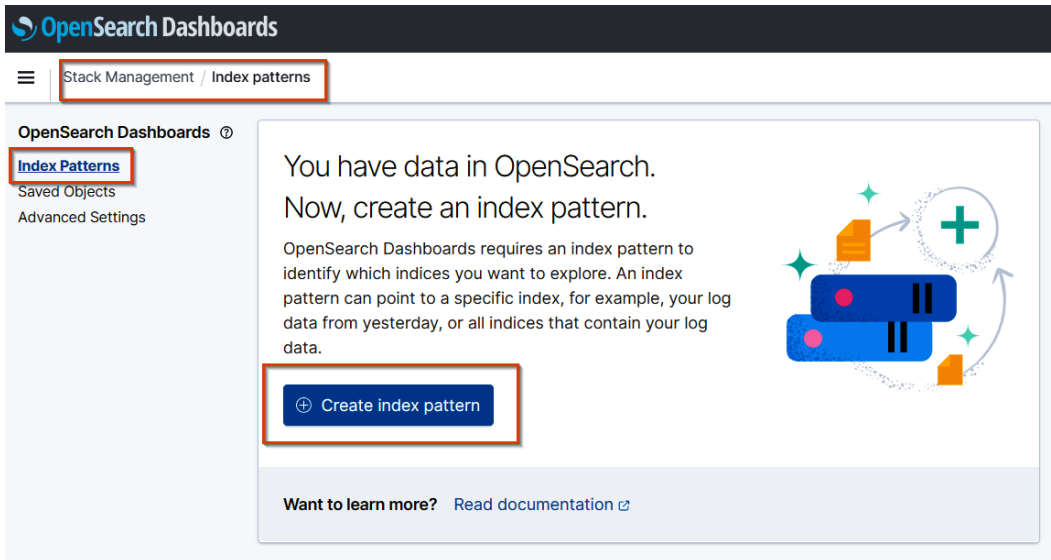 OpenSearch Dashboards
Stack Management / Index patterns
OpenSearch Dashboards
Index Patterns
Saved Objects
Advanced Settings
You have data in OpenSearch.
Now, create an index pattern.
OpenSearch Dashboards requires an index pattern to
identify which indices you want to explore. An index
pattern can point to a specific index, for example, your log
data from yesterday, or all indices that contain your log
data.
Create index pattern
Want to learn more? Read documentation